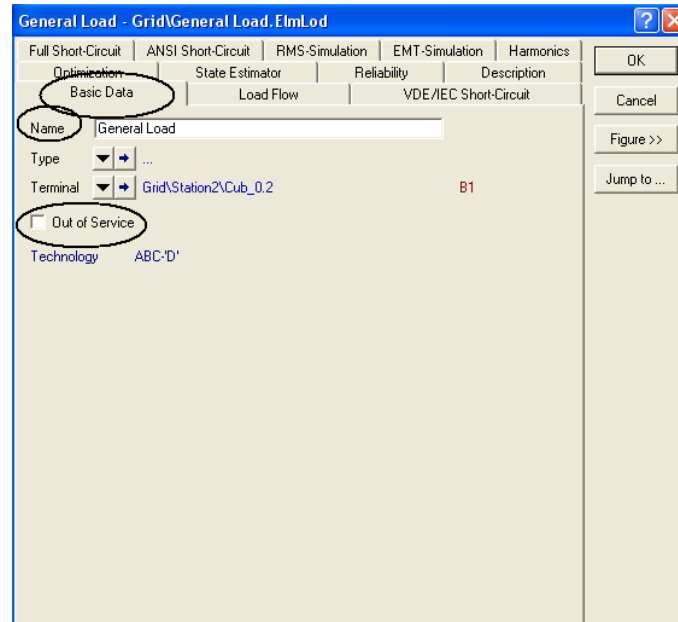 General Load - Grid\General Load.ElmLod
Full Short-Circuit ANSI Short-Circuit RMS-Simulation EMT-Simulation Harmonics
Optimization State Estimator Reliability Description
Basic Data Load Flow VDE/IEC Short-Circuit
OK
Cancel
Figure >>
Jump to ...
Name General Load
Type ...
Terminal Grid\Station2\Cub_0.2 B1
Out of Service
Technology ABC-'D'